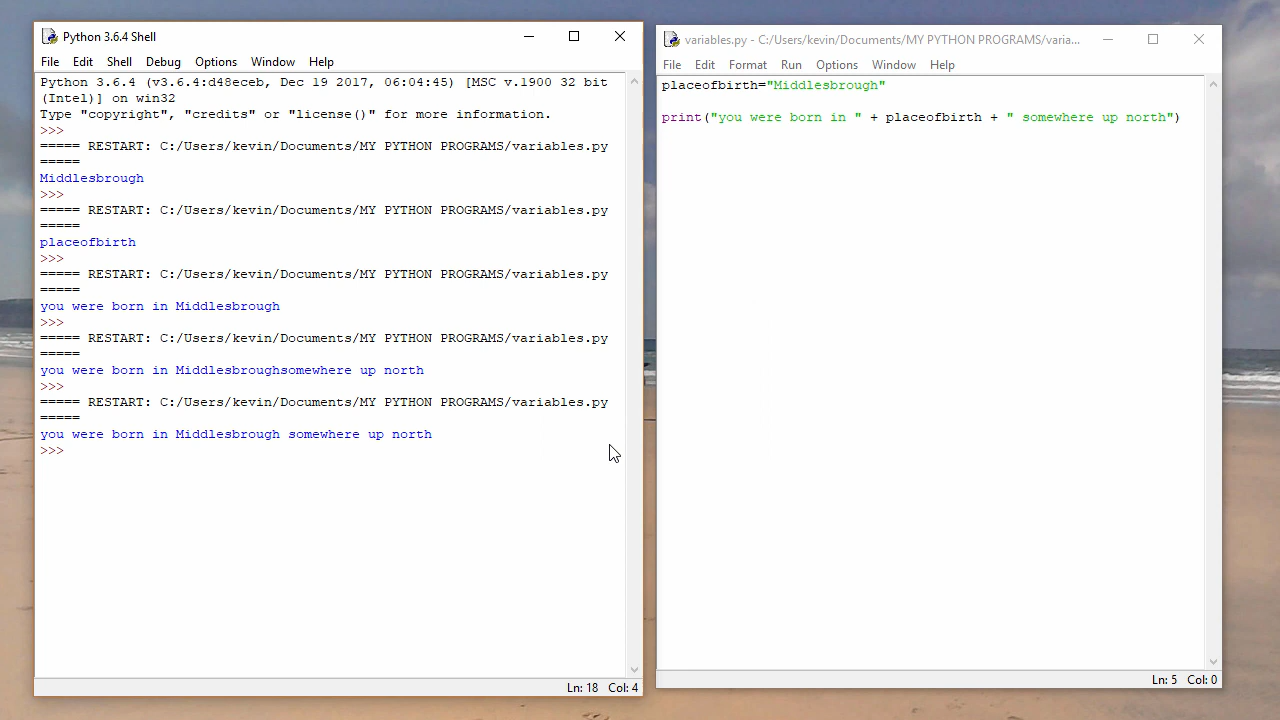 Python 3.6.4 Shell
File Edit Shell Debug Options Window Help
Python 3.6.4 (v3.6.4:d48eceb, Dec 19 2017, 06:04:45) [MSC v.1900 32 bit
(Intel)] on win32
Type "copyright", "credits" or "license()" for more information.
>>>
===== RESTART: C:/Users/kevin/Documents/MY PYTHON PROGRAMS/variables.py
=====
Middlesbrough
>>>
===== RESTART: C:/Users/kevin/Documents/MY PYTHON PROGRAMS/variables.py
=====
placeofbirth
>>>
===== RESTART: C:/Users/kevin/Documents/MY PYTHON PROGRAMS/variables.py
=====
you were born in Middlesbrough
>>>
===== RESTART: C:/Users/kevin/Documents/MY PYTHON PROGRAMS/variables.py
=====
you were born in Middlesbroughsomewhere up north
>>>
===== RESTART: C:/Users/kevin/Documents/MY PYTHON PROGRAMS/variables.py
=====
you were born in Middlesbrough somewhere up north
>>>
Ln: 18 Col: 4
variables.py - C:/Users/kevin/Documents/MY PYTHON PROGRAMS/varia...
File Edit Format Run Options Window Help
placeofbirth="Middlesbrough"
print("you were born in " + placeofbirth + " somewhere up north")
Ln: 5 Col: 0